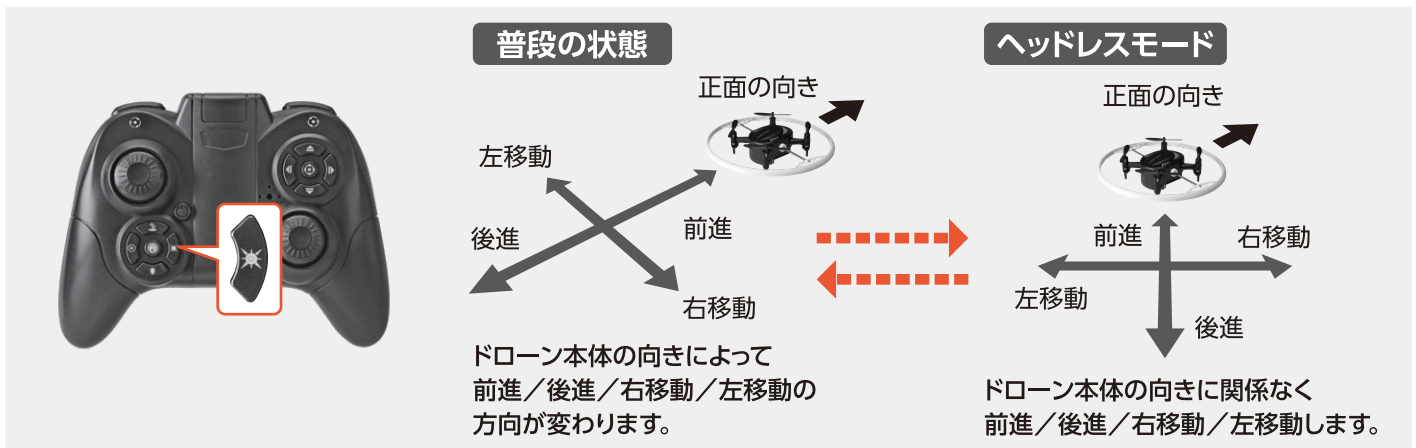 普段の状態
正面の向き
左移動
前進
後進
右移動
ドローン本体の向きによって
前進／後進／右移動／左移動の
方向が変わります。
ヘッドレスモード
正面の向き
前進
右移動
左移動
後進
ドローン本体の向きに関係なく
前進／後進／右移動／左移動します。